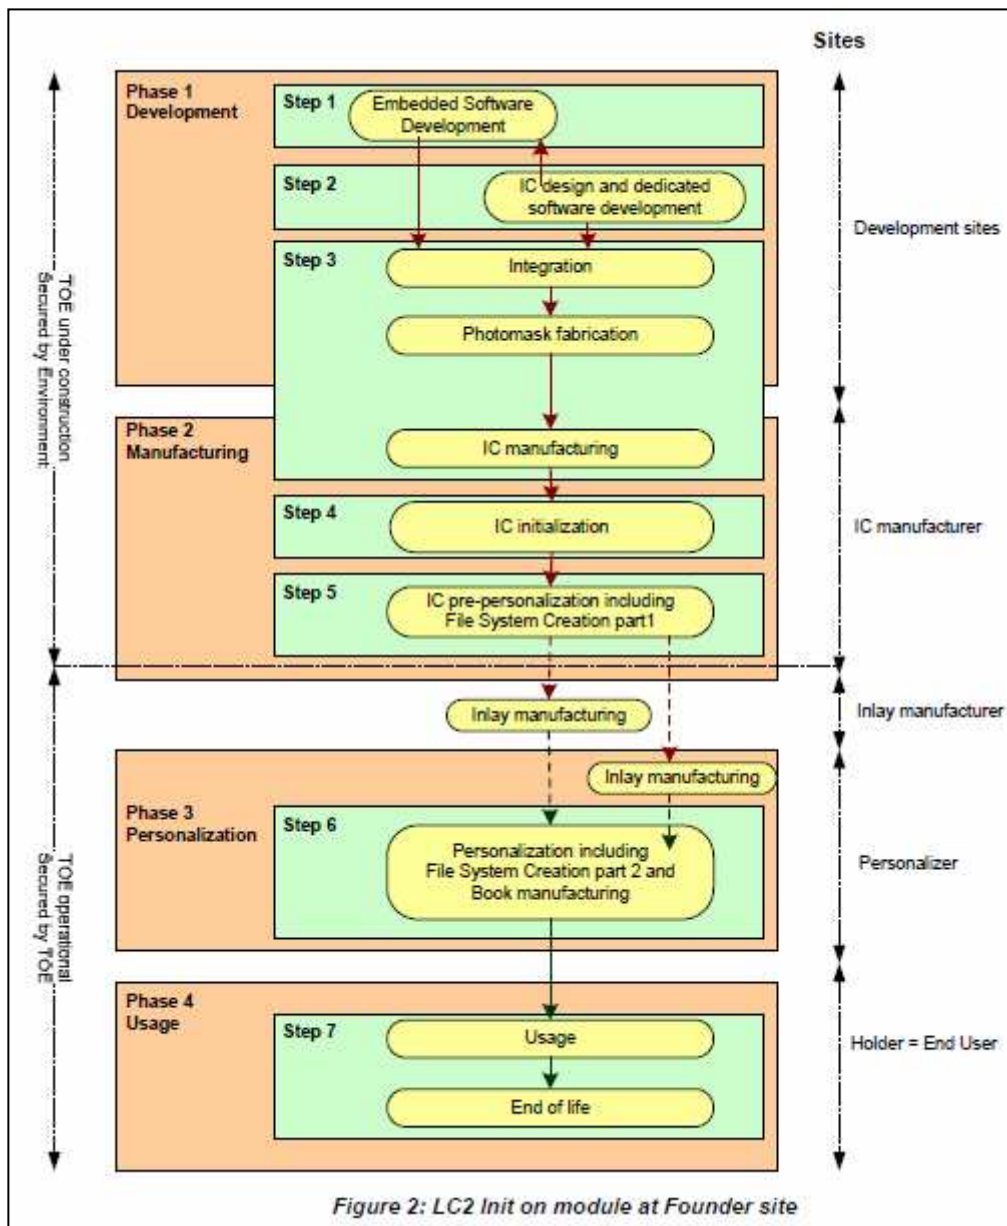 Sites
Phase 1
Development
Step 1
Embedded Software
Development
Step 2
IC design and dedicated
software development
Development sites
Step 3
Integration
Photomask fabrication
TOE under construction
Secured by Environment
Phase 2
Manufacturing
IC manufacturing
Step 4
IC initialization
IC manufacturer
Step 5
IC pre-personalization including
File System Creation part1
Inlay manufacturing
Inlay manufacturer
Inlay manufacturing
Phase 3
Personalization
Step 6
Personalization including
File System Creation part 2 and
Book manufacturing
Personalizer
TOE operational
Secured by TOE
Phase 4
Usage
Step 7
Usage
Holder = End User
End of life
Figure 2: LC2 Init on module at Founder site